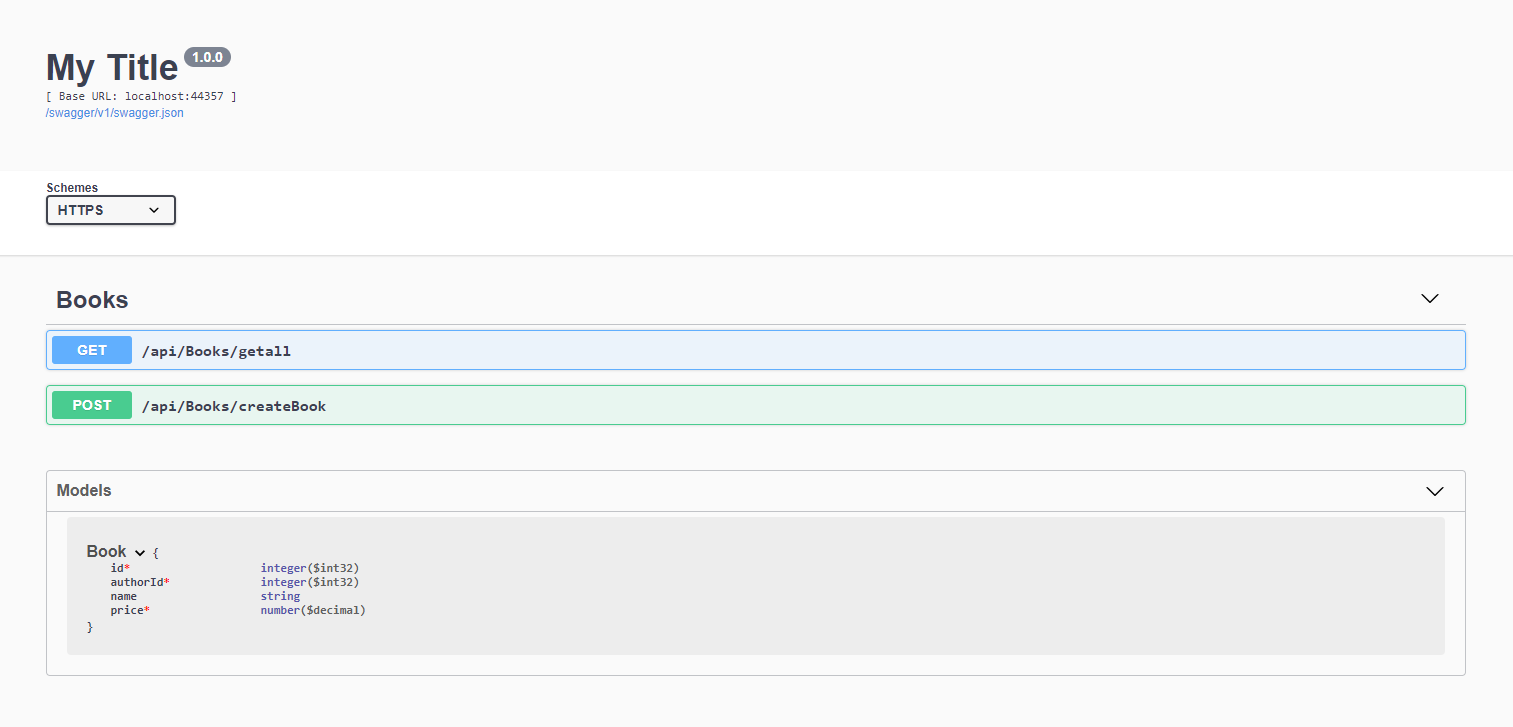 My Title 1.0.0
[ Base URL: localhost:44357 ]
/swagger/v1/swagger.json
Schemes
HTTPS
Books
GET /api/Books/getall
POST /api/Books/createBook
Models
Book {
id* integer($int32)
authorId* integer($int32)
name string
price* number($decimal)
}